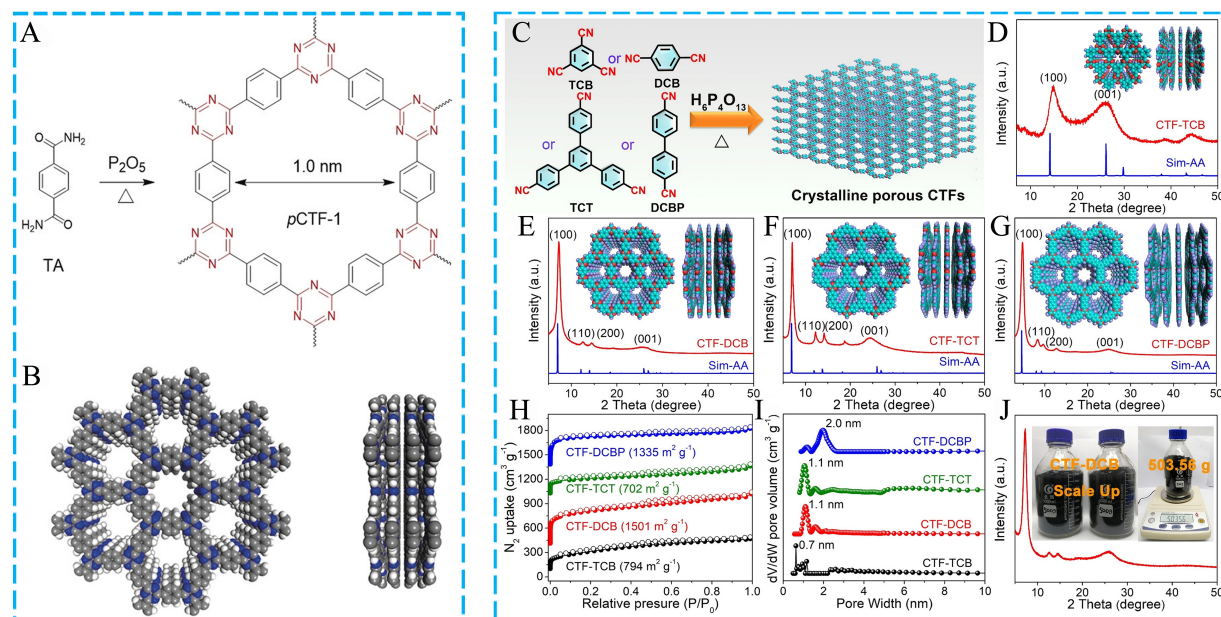 A
NH₂
O
O
H₂N
TA
P₂O₅
△
N N N
N N N
N N N
N N N
N N N
N N N
1.0 nm
pCTF-1
B
C
CN
NC
CN
TCB
or
NC
CN
DCB
CN
or
NC
CN
TCT
or
CN
CN
DCBP
H₆P₄O₁₃
△
Crystalline porous CTFs
D
Intensity (a.u.)
(100)
(001)
CTF-TCB
Sim-AA
10 20 30 40 50
2 Theta (degree)
E
Intensity (a.u.)
(100)
(110)
(200)
(001)
CTF-DCB
Sim-AA
10 20 30 40 50
2 Theta (degree)
F
Intensity (a.u.)
(100)
(110)
(200)
(001)
CTF-TCT
Sim-AA
10 20 30 40 50
2 Theta (degree)
G
Intensity (a.u.)
(100)
(110)
(200)
(001)
CTF-DCBP
Sim-AA
10 20 30 40 50
2 Theta (degree)
H
N₂ uptake (cm³ g⁻¹)
1800
1500
1200
900
600
300
CTF-DCBP (1335 m² g⁻¹)
CTF-TCT (702 m² g⁻¹)
CTF-DCB (1501 m² g⁻¹)
CTF-TCB (794 m² g⁻¹)
0.0 0.2 0.4 0.6 0.8 1.0
Relative presure (P/P₀)
I
dV/dW pore volume (cm³ g⁻¹)
2.0 nm
CTF-DCBP
1.1 nm
CTF-TCT
1.1 nm
CTF-DCB
0.7 nm
CTF-TCB
0 2 4 6 8 10
Pore Width (nm)
J
Intensity (a.u.)
CTF-DCB
Scale Up
503.56 g
10 20 30 40 50
2 Theta (degree)